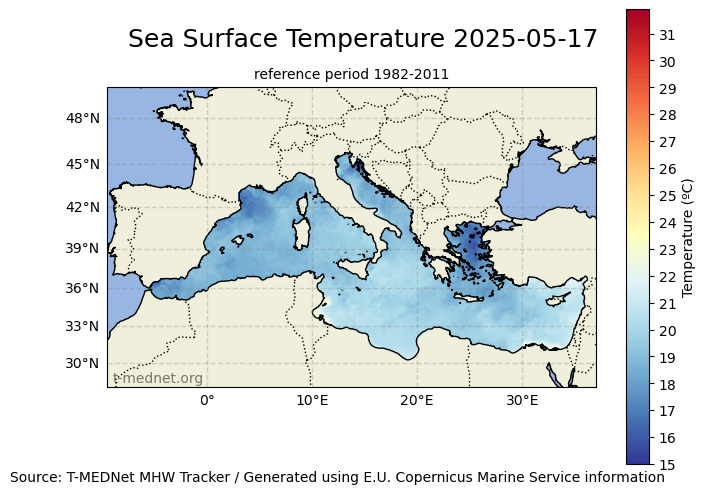 Sea Surface Temperature 2025-05-17
reference period 1982-2011
48°N
45°N
42°N
39°N
36°N
33°N
30°N
t-mednet.org
0°
10°E
20°E
30°E
31
30
29
28
27
26
25
24
23
22
21
20
19
18
17
16
15
Temperature (ºC)
Source: T-MEDNet MHW Tracker / Generated using E.U. Copernicus Marine Service information